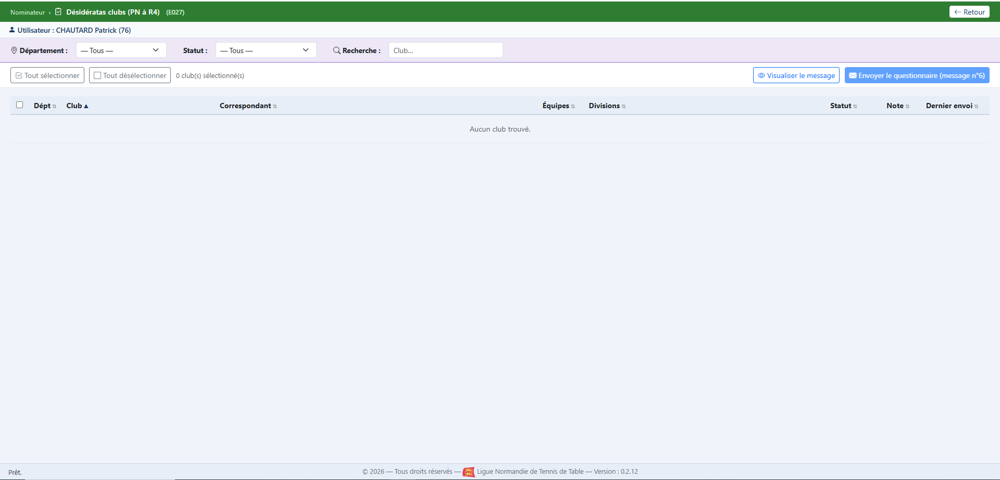 Nominateur › Désidératas clubs (PN à R4) (E027)
← Retour
Utilisateur : CHAUTARD Patrick (76)
Département : — Tous — Statut : — Tous — Recherche : Club...
Tout sélectionner Tout désélectionner 0 club(s) sélectionné(s) Visualiser le message Envoyer le questionnaire (message n°6)
Dépt Club ▲ Correspondant Équipes Divisions Statut Note Dernier envoi
Aucun club trouvé.
Prêt.
© 2026 — Tous droits réservés — Ligue Normandie de Tennis de Table — Version : 0.2.12